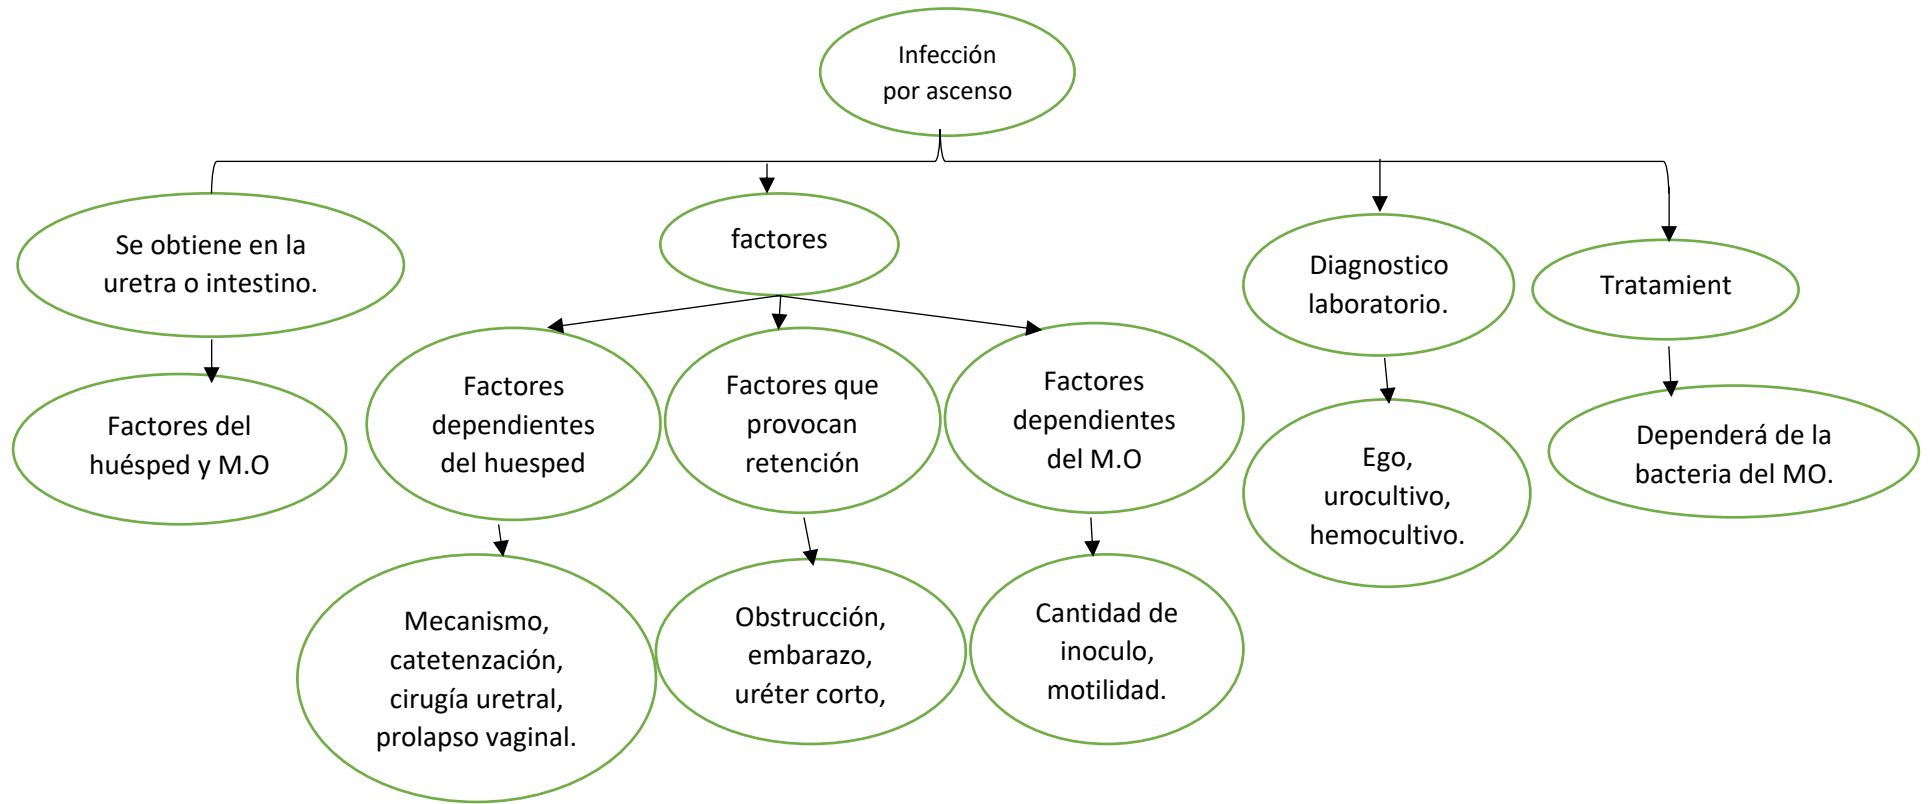 Infección
por ascenso
Se obtiene en la
uretra o intestino.
factores
Diagnostico
laboratorio.
Tratamient
Factores del
huésped y M.O
Factores
dependientes
del huesped
Factores que
provocan
retención
Factores
dependientes
del M.O
Ego,
urocultivo,
hemocultivo.
Dependerá de la
bacteria del MO.
Mecanismo,
catetenzación,
cirugía uretral,
prolapso vaginal.
Obstrucción,
embarazo,
uréter corto,
Cantidad de
inoculo,
motilidad.